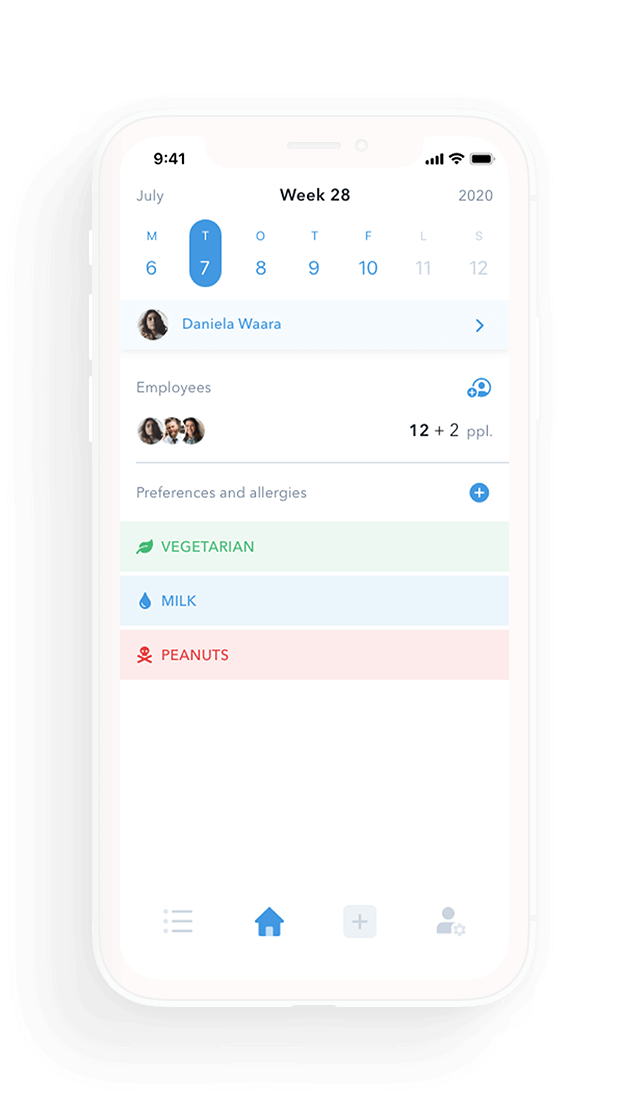 9:41
July Week 28 2020
M T O T F L S
6 7 8 9 10 11 12
Daniela Waara
Employees
12 + 2 ppl.
Preferences and allergies
VEGETARIAN
MILK
PEANUTS